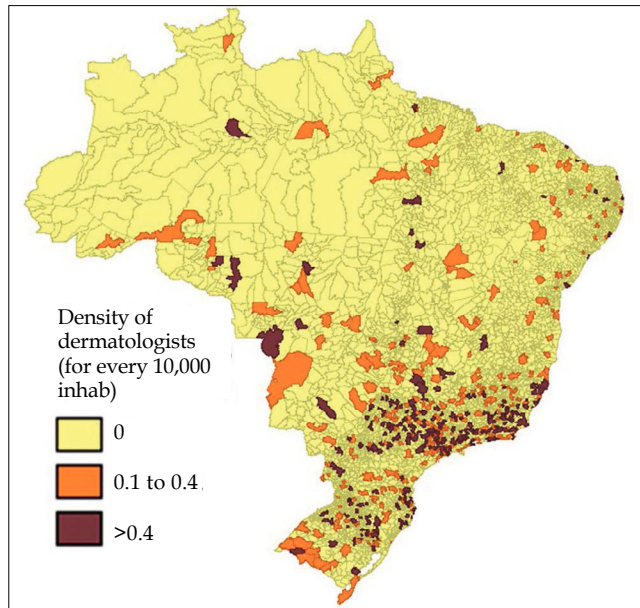 Density of
dermatologists
(for every 10,000
inhab)
0
0.1 to 0.4
>0.4